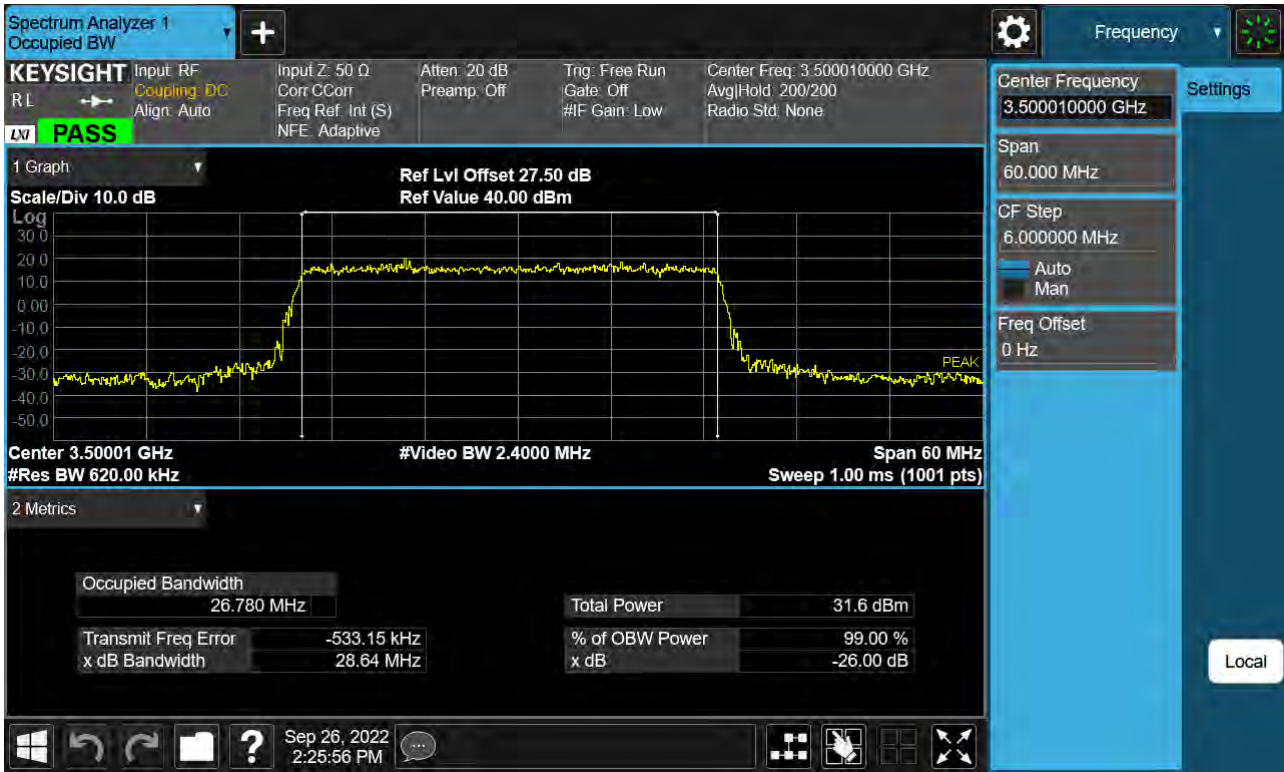 Spectrum Analyzer 1
Occupied BW
+
Frequency
KEYSIGHT
RL
LXI PASS
Input: RF
Coupling: DC
Align: Auto
Input Z: 50 Ω
Corr CCorr
Freq Ref: Int (S)
NFE: Adaptive
Atten: 20 dB
Preamp: Off
Trig: Free Run
Gate: Off
#IF Gain: Low
Center Freq: 3.500010000 GHz
Avg|Hold: 200/200
Radio Std: None
Center Frequency
3.500010000 GHz
Settings
Span
60.000 MHz
CF Step
6.000000 MHz
Auto
Man
Freq Offset
0 Hz
Local
1 Graph
Scale/Div 10.0 dB
Ref Lvl Offset 27.50 dB
Ref Value 40.00 dBm
Log
30.0
20.0
10.0
0.00
-10.0
-20.0
-30.0
-40.0
-50.0
PEAK
Center 3.50001 GHz
#Video BW 2.4000 MHz
Span 60 MHz
#Res BW 620.00 kHz
Sweep 1.00 ms (1001 pts)
2 Metrics
Occupied Bandwidth
26.780 MHz
Total Power 31.6 dBm
Transmit Freq Error -533.15 kHz
% of OBW Power 99.00 %
x dB Bandwidth 28.64 MHz
x dB -26.00 dB
?
Sep 26, 2022
2:25:56 PM